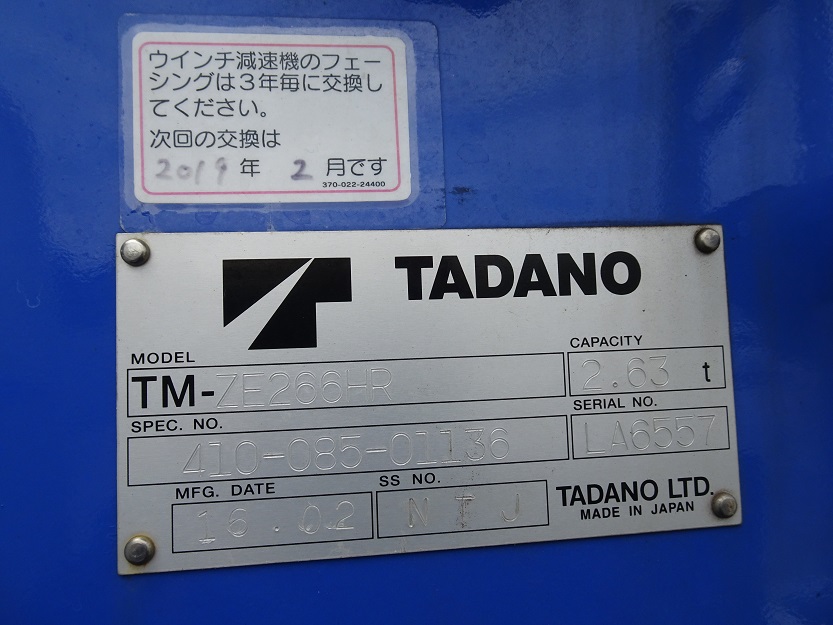 ウインチ減速機のフェー
シングは3年毎に交換し
てください。
次回の交換は
2019年 2月です
370-022-24400
TADANO
MODEL
TM-ZE266HR
CAPACITY
2.63 t
SPEC. NO.
410-085-01136
SERIAL NO.
LA6557
MFG. DATE
16.02
SS NO.
NTJ
TADANO LTD.
MADE IN JAPAN